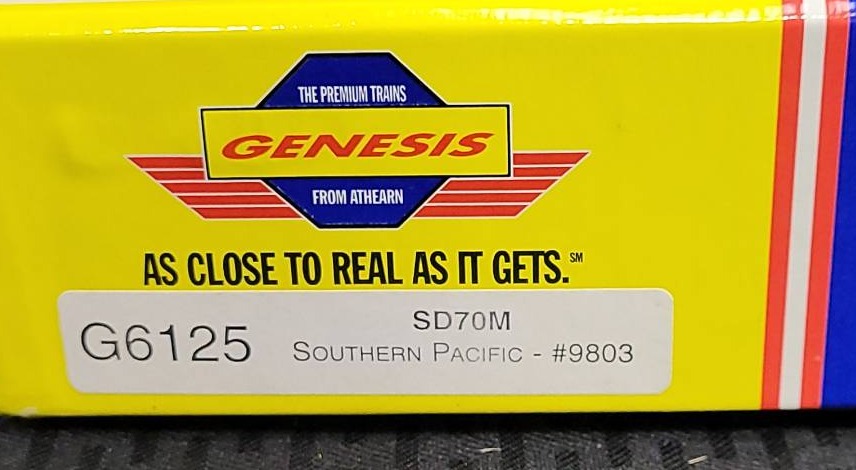 THE PREMIUM TRAINS
GENESIS
FROM ATHEARN
AS CLOSE TO REAL AS IT GETS.℠
G6125
SD70M
SOUTHERN PACIFIC - #9803